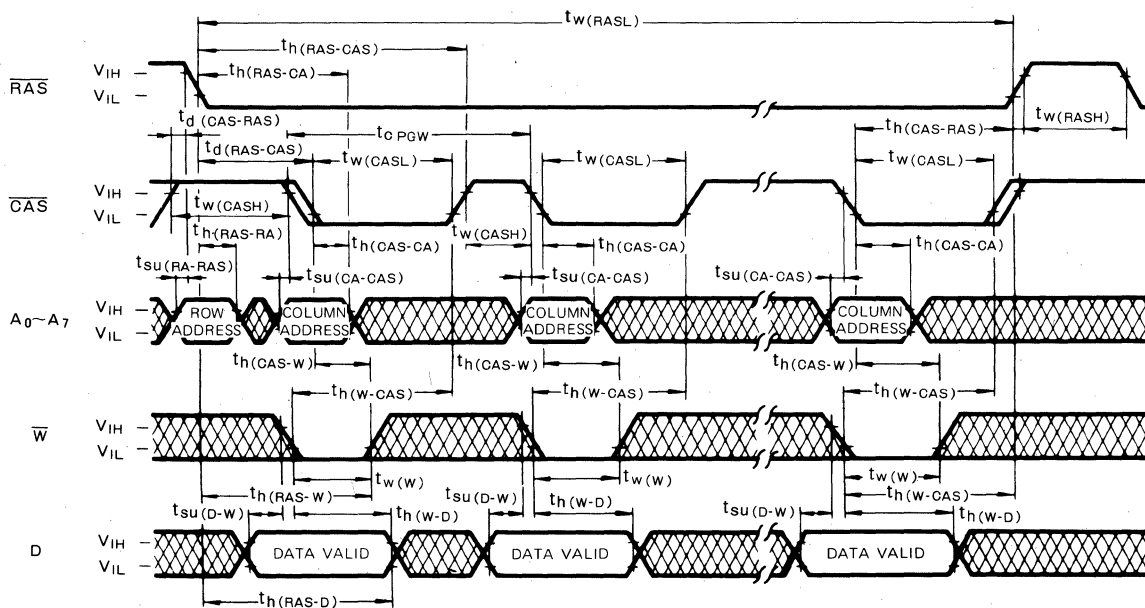 tw(RASL)
th(RAS-CAS)
th(RAS-CA)
RAS
VIH
VIL
td(CAS-RAS)
tC PGW
th(CAS-RAS)
tw(RASH)
td(RAS-CAS)
tw(CASL)
tw(CASL)
tw(CASL)
CAS
VIH
VIL
tw(CASH)
th(RAS-RA)
th(CAS-CA)
tw(CASH)
th(CAS-CA)
th(CAS-CA)
tsu(RA-RAS)
tsu(CA-CAS)
tsu(CA-CAS)
tsu(CA-CAS)
A0~A7
VIH
VIL
ROW ADDRESS
COLUMN ADDRESS
COLUMN ADDRESS
COLUMN ADDRESS
th(CAS-W)
th(CAS-W)
th(CAS-W)
th(W-CAS)
th(W-CAS)
th(W-CAS)
W
VIH
VIL
tw(W)
tw(W)
tw(W)
th(RAS-W)
th(W-CAS)
tsu(D-W)
th(W-D)
tsu(D-W)
th(W-D)
tsu(D-W)
th(W-D)
D
VIH
VIL
DATA VALID
DATA VALID
DATA VALID
th(RAS-D)